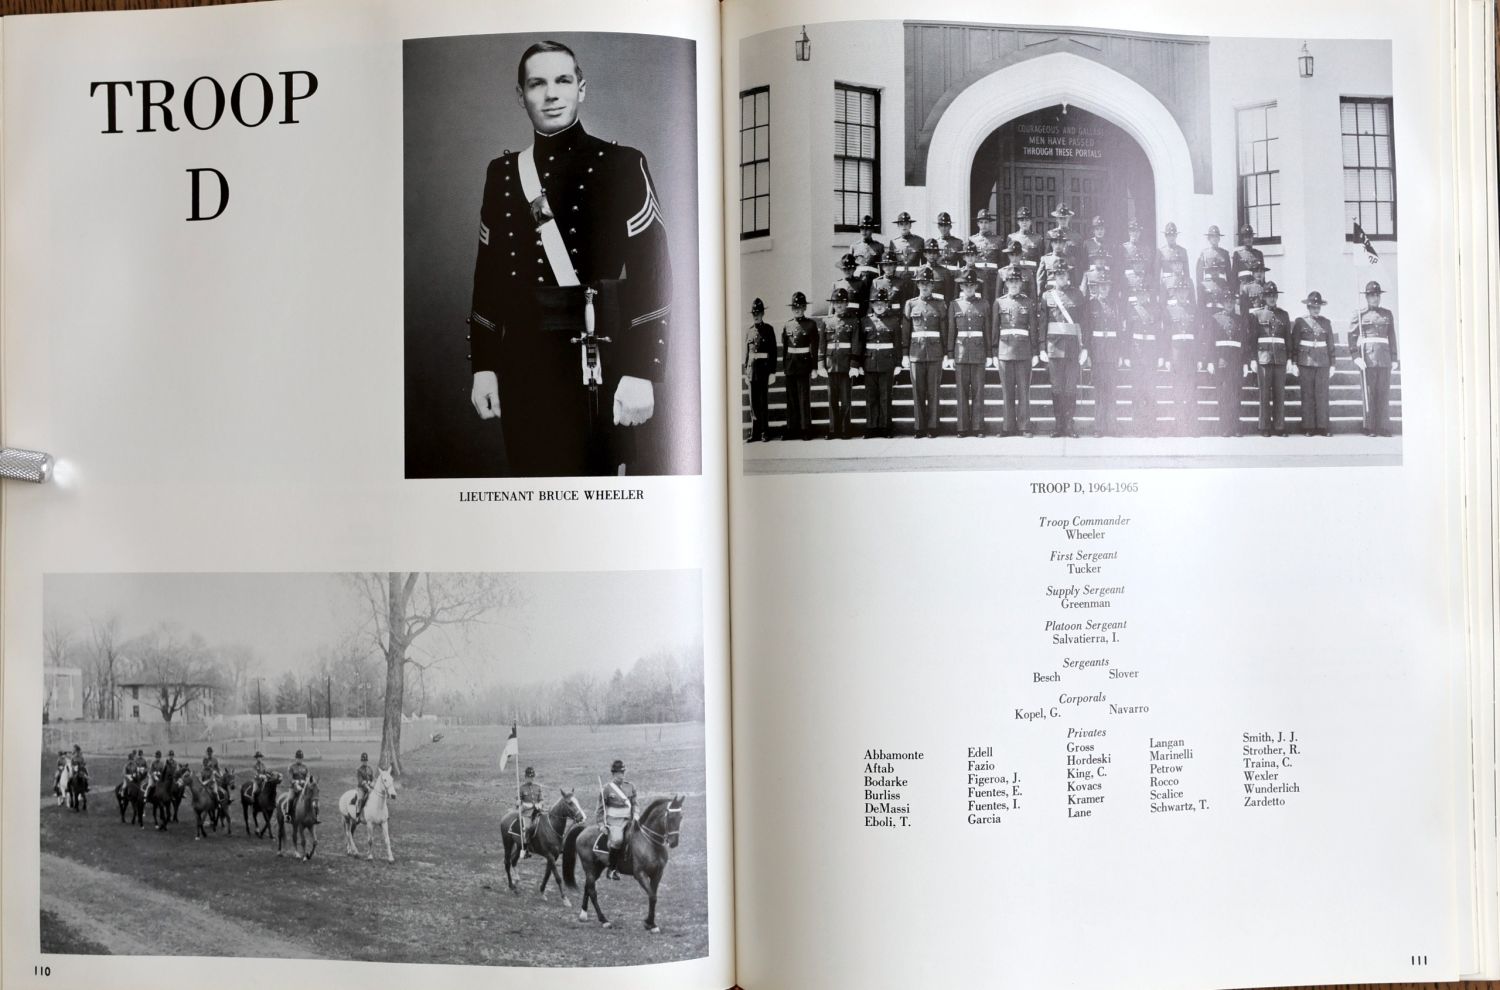 TROOP
D
LIEUTENANT BRUCE WHEELER
110
COURAGEOUS AND GALLANT
MEN HAVE PASSED
THROUGH THESE PORTALS
TROOP D, 1964-1965
Troop Commander
Wheeler
First Sergeant
Tucker
Supply Sergeant
Greenman
Platoon Sergeant
Salvatierra, I.
Sergeants
Besch Slover
Corporals
Kopel, G. Navarro
Privates
Abbamonte
Aftab
Bodarke
Burliss
DeMassi
Eboli, T.
Edell
Fazio
Figeroa, J.
Fuentes, E.
Fuentes, I.
Garcia
Gross
Hordeski
King, C.
Kovacs
Kramer
Lane
Langan
Marinelli
Petrow
Rocco
Scalice
Schwartz, T.
Smith, J. J.
Strother, R.
Traina, C.
Wexler
Wunderlich
Zardetto
111